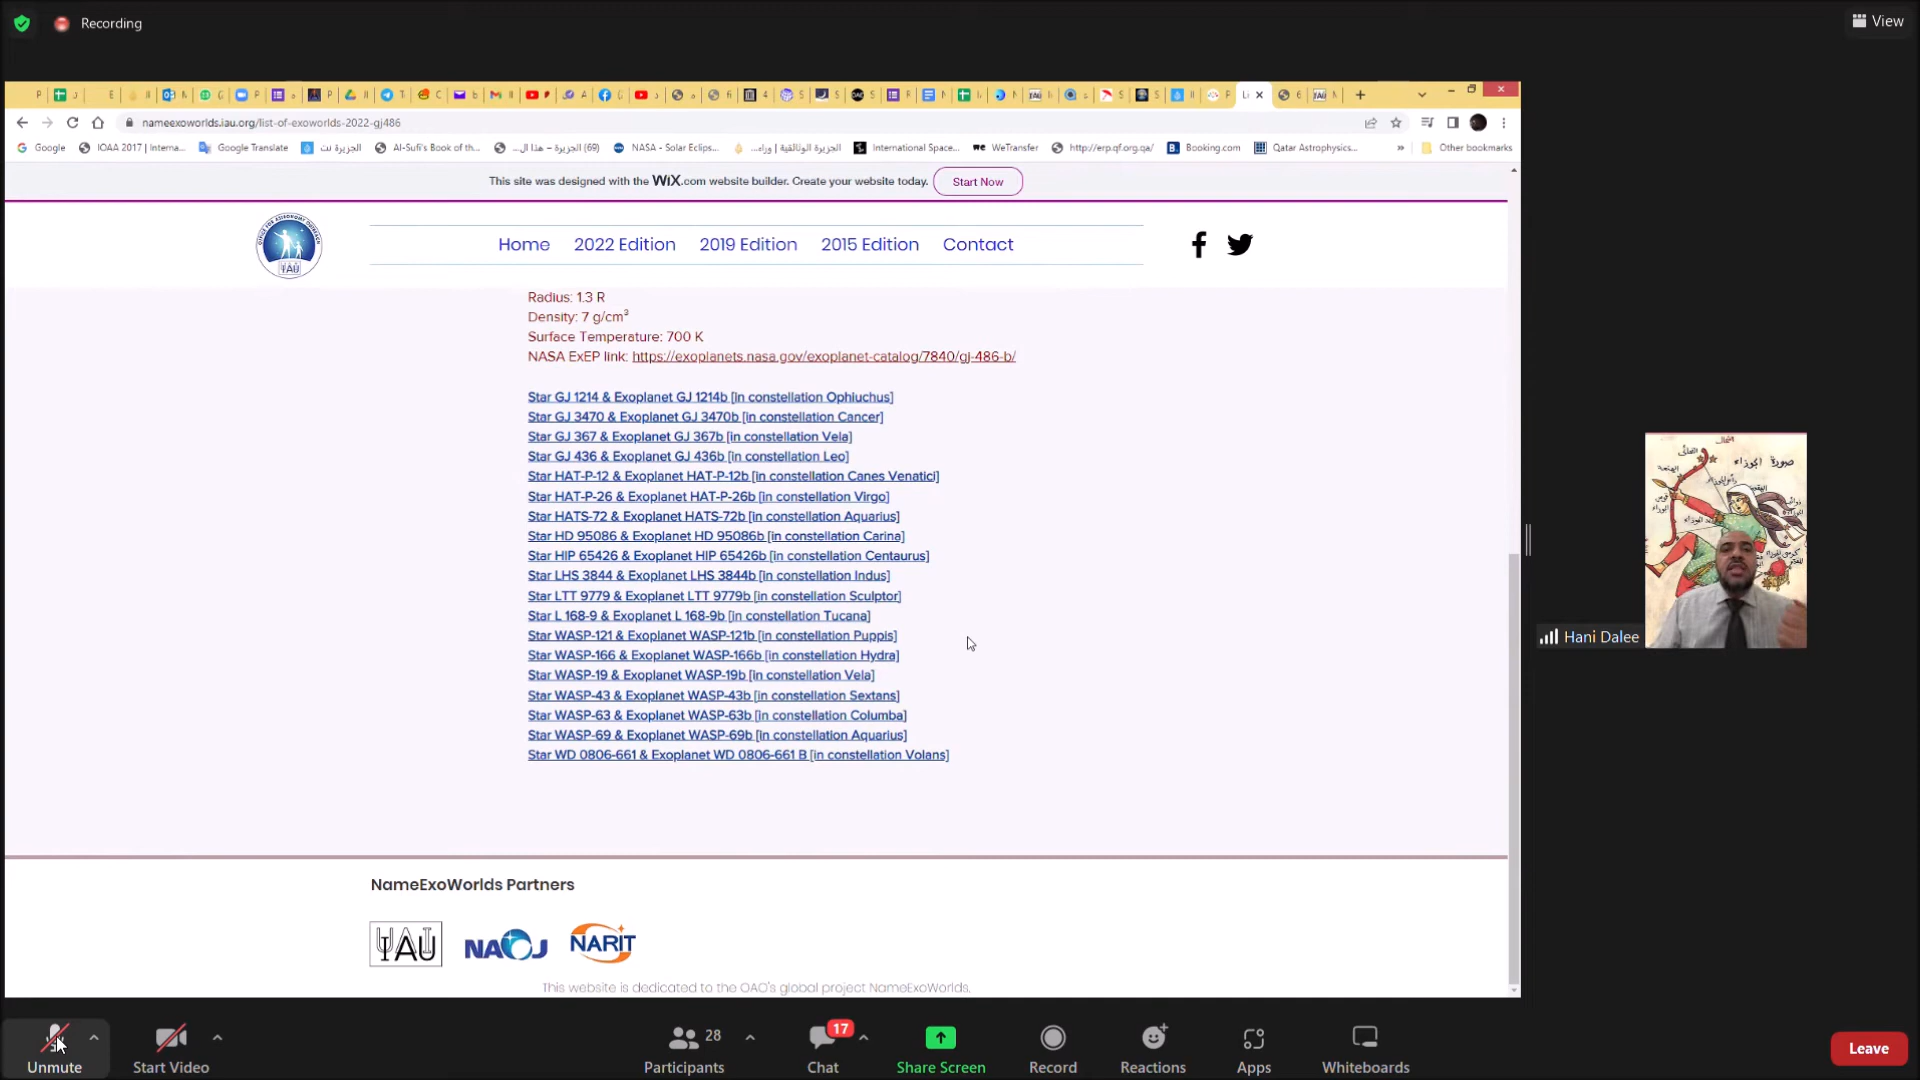 Recording
View
nameexoworlds.iau.org/list-of-exoworlds-2022-gj486
Google
IOAA 2017 | Interna...
Google Translate
الجزيرة نت
Al-Sufi's Book of th...
(69) الجزيرة – هذا ال...
NASA - Solar Eclips...
الجزيرة الوثائقية | وراء...
International Space...
WeTransfer
http://erp.qf.org.qa/
Booking.com
Qatar Astrophysics...
Other bookmarks
This site was designed with the WiX.com website builder. Create your website today.
Start Now
Home
2022 Edition
2019 Edition
2015 Edition
Contact
Radius: 1.3 R
Density: 7 g/cm³
Surface Temperature: 700 K
NASA ExEP link: https://exoplanets.nasa.gov/exoplanet-catalog/7840/gj-486-b/
Star GJ 1214 & Exoplanet GJ 1214b [in constellation Ophiuchus]
Star GJ 3470 & Exoplanet GJ 3470b [in constellation Cancer]
Star GJ 367 & Exoplanet GJ 367b [in constellation Vela]
Star GJ 436 & Exoplanet GJ 436b [in constellation Leo]
Star HAT-P-12 & Exoplanet HAT-P-12b [in constellation Canes Venatici]
Star HAT-P-26 & Exoplanet HAT-P-26b [in constellation Virgo]
Star HATS-72 & Exoplanet HATS-72b [in constellation Aquarius]
Star HD 95086 & Exoplanet HD 95086b [in constellation Carina]
Star HIP 65426 & Exoplanet HIP 65426b [in constellation Centaurus]
Star LHS 3844 & Exoplanet LHS 3844b [in constellation Indus]
Star LTT 9779 & Exoplanet LTT 9779b [in constellation Sculptor]
Star L 168-9 & Exoplanet L 168-9b [in constellation Tucana]
Star WASP-121 & Exoplanet WASP-121b [in constellation Puppis]
Star WASP-166 & Exoplanet WASP-166b [in constellation Hydra]
Star WASP-19 & Exoplanet WASP-19b [in constellation Vela]
Star WASP-43 & Exoplanet WASP-43b [in constellation Sextans]
Star WASP-63 & Exoplanet WASP-63b [in constellation Columba]
Star WASP-69 & Exoplanet WASP-69b [in constellation Aquarius]
Star WD 0806-661 & Exoplanet WD 0806-661 B [in constellation Volans]
NameExoWorlds Partners
IAU
NAOJ
NARIT
This website is dedicated to the OAO's global project NameExoWorlds.
صورة الجوزاء
Hani Dalee
Unmute
Start Video
28
Participants
17
Chat
Share Screen
Record
Reactions
Apps
Whiteboards
Leave